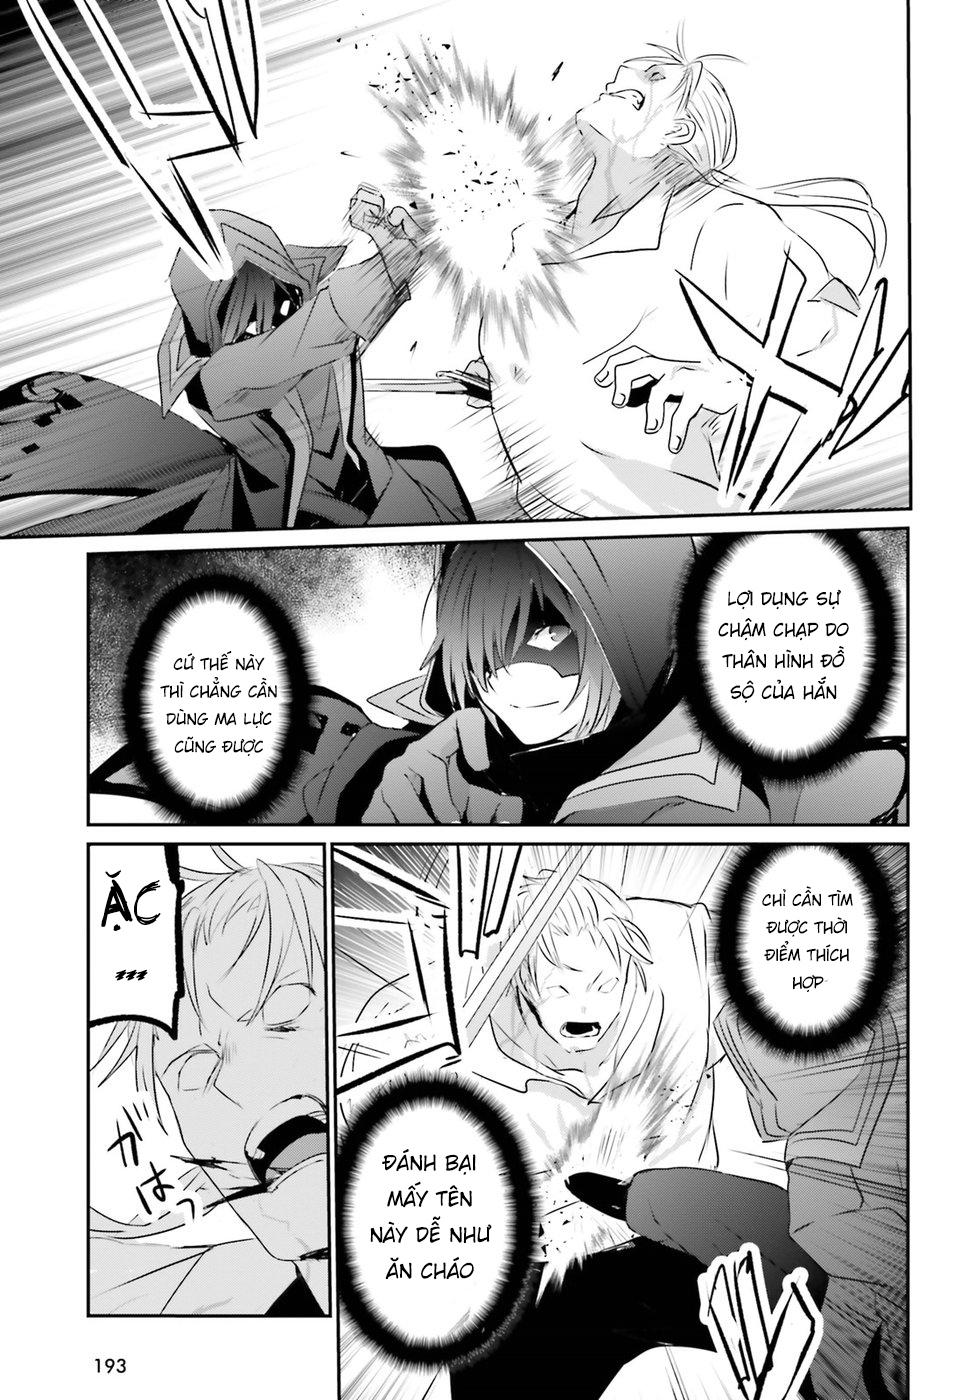 LỢI DỤNG SỰ
CHẬM CHẠP DO
THÂN HÌNH ĐỒ
SỘ CỦA HẮN
CỨ THẾ NÀY
THÌ CHẲNG CẦN
DÙNG MA LỰC
CŨNG ĐƯỢC
CHỈ CẦN TÌM
ĐƯỢC THỜI
ĐIỂM THÍCH
HỢP
ĐÁNH BẠI
MẤY TÊN
NÀY DỄ NHƯ
ĂN CHÁO
ẶC
...
がはっ
193